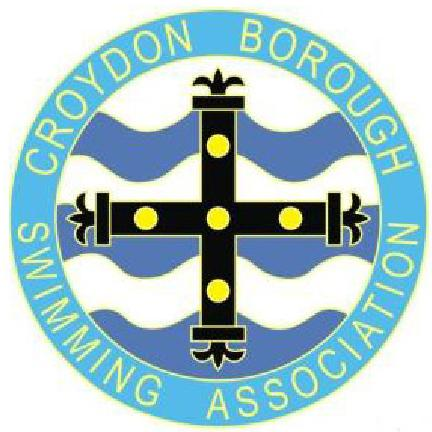 CROYDON BOROUGH
SWIMMING ASSOCIATION